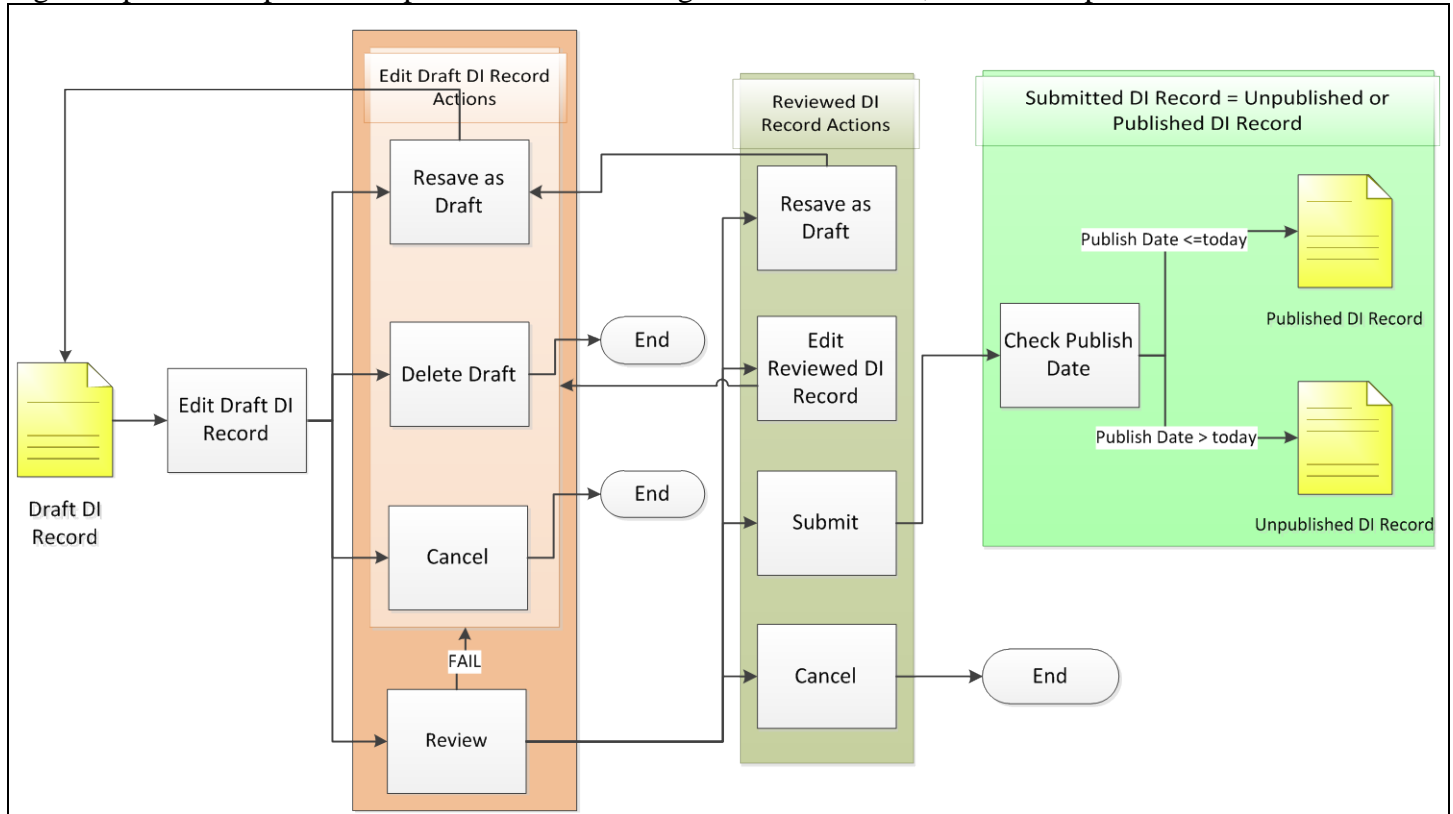 Edit Draft DI Record
Actions
Resave as
Draft
Delete Draft
Cancel
FAIL
Review
Draft DI
Record
Edit Draft DI
Record
End
End
Reviewed DI
Record Actions
Resave as
Draft
Edit
Reviewed DI
Record
Submit
Cancel
End
Submitted DI Record = Unpublished or
Published DI Record
Check Publish
Date
Publish Date <=today
Published DI Record
Publish Date > today
Unpublished DI Record